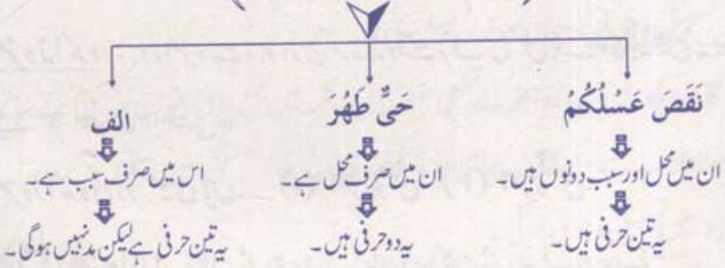 نَقَصَ عَسُلُكُمُ
حَیٌّ طَهُرَ
الف
ان میں محل اور سبب دونوں ہیں۔
ان میں صرف محل ہے۔
اس میں صرف سبب ہے۔
یہ تین حرفی ہیں۔
یہ دو حرفی ہیں۔
یہ تین حرفی ہے لیکن مد نہیں ہوگی۔